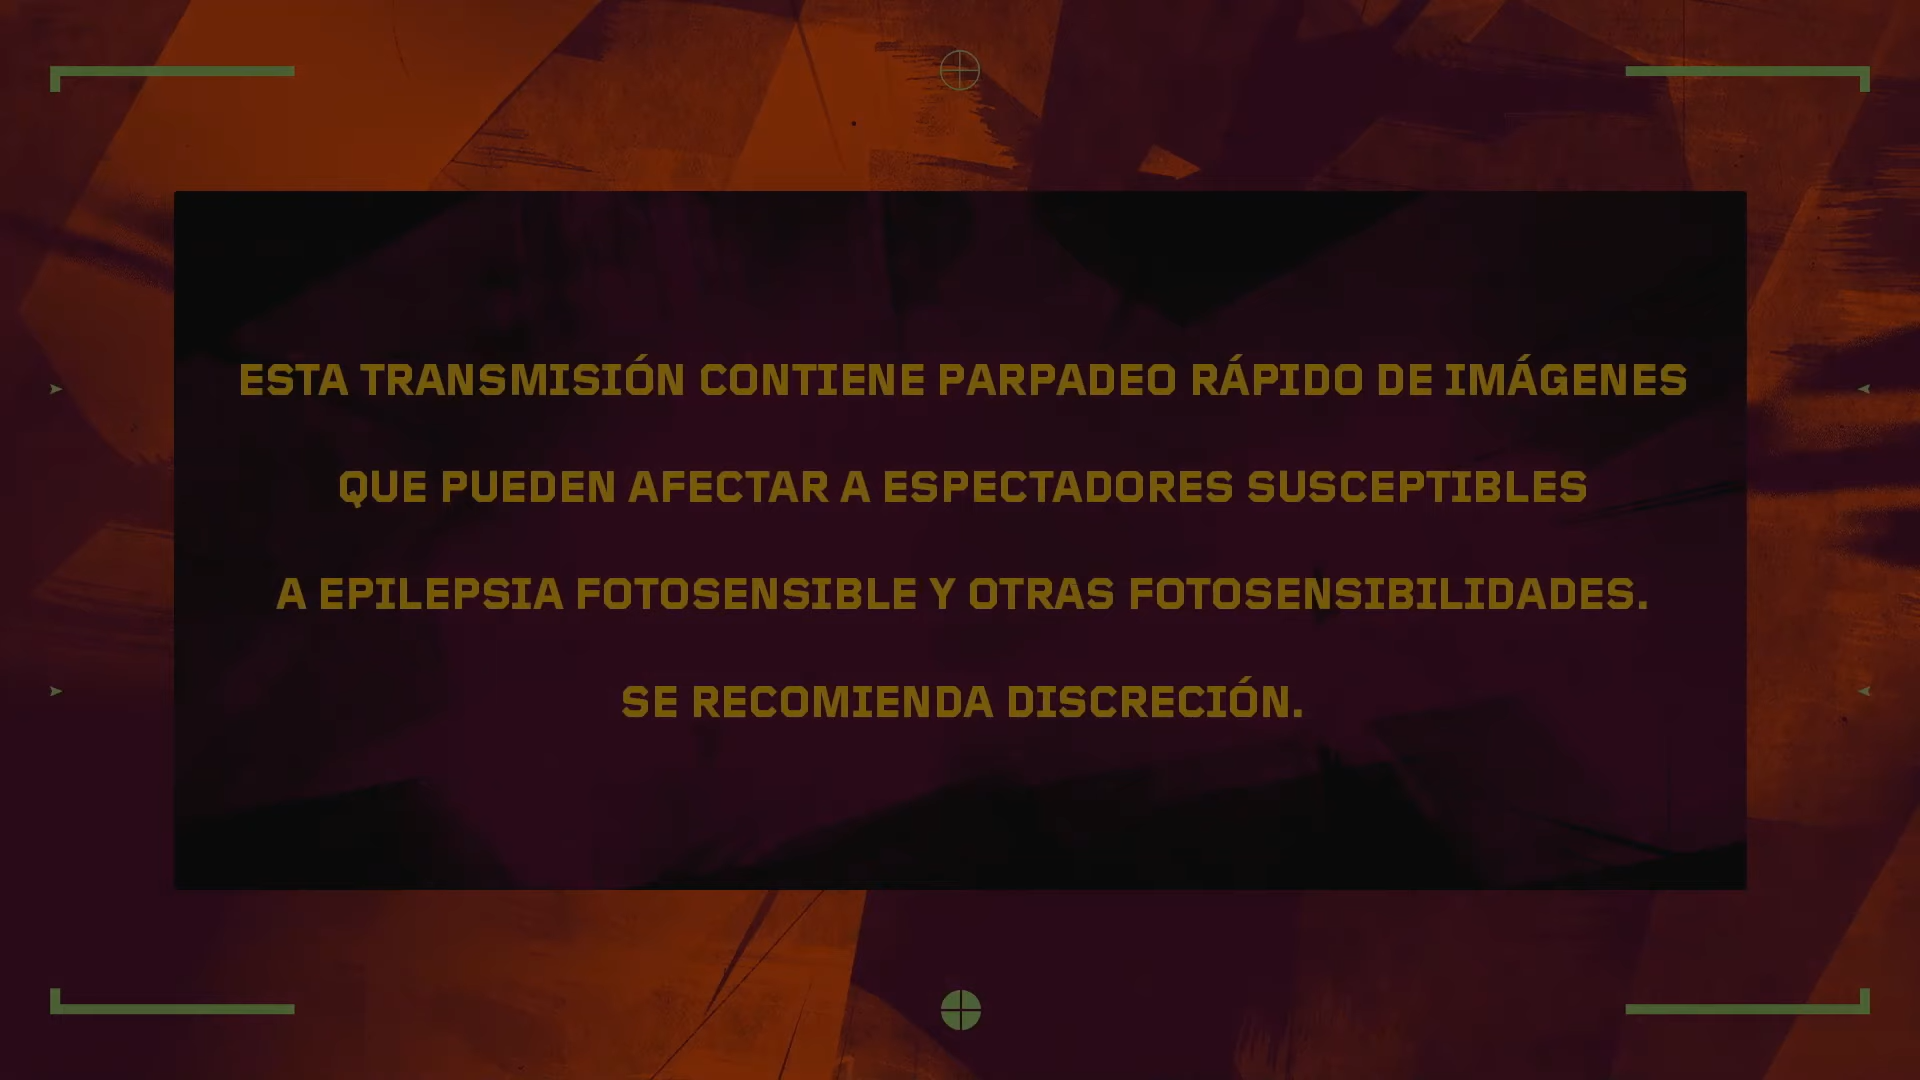 ESTA TRANSMISIÓN CONTIENE PARPADEO RÁPIDO DE IMÁGENES
QUE PUEDEN AFECTAR A ESPECTADORES SUSCEPTIBLES
A EPILEPSIA FOTOSENSIBLE Y OTRAS FOTOSENSIBILIDADES.
SE RECOMIENDA DISCRECIÓN.